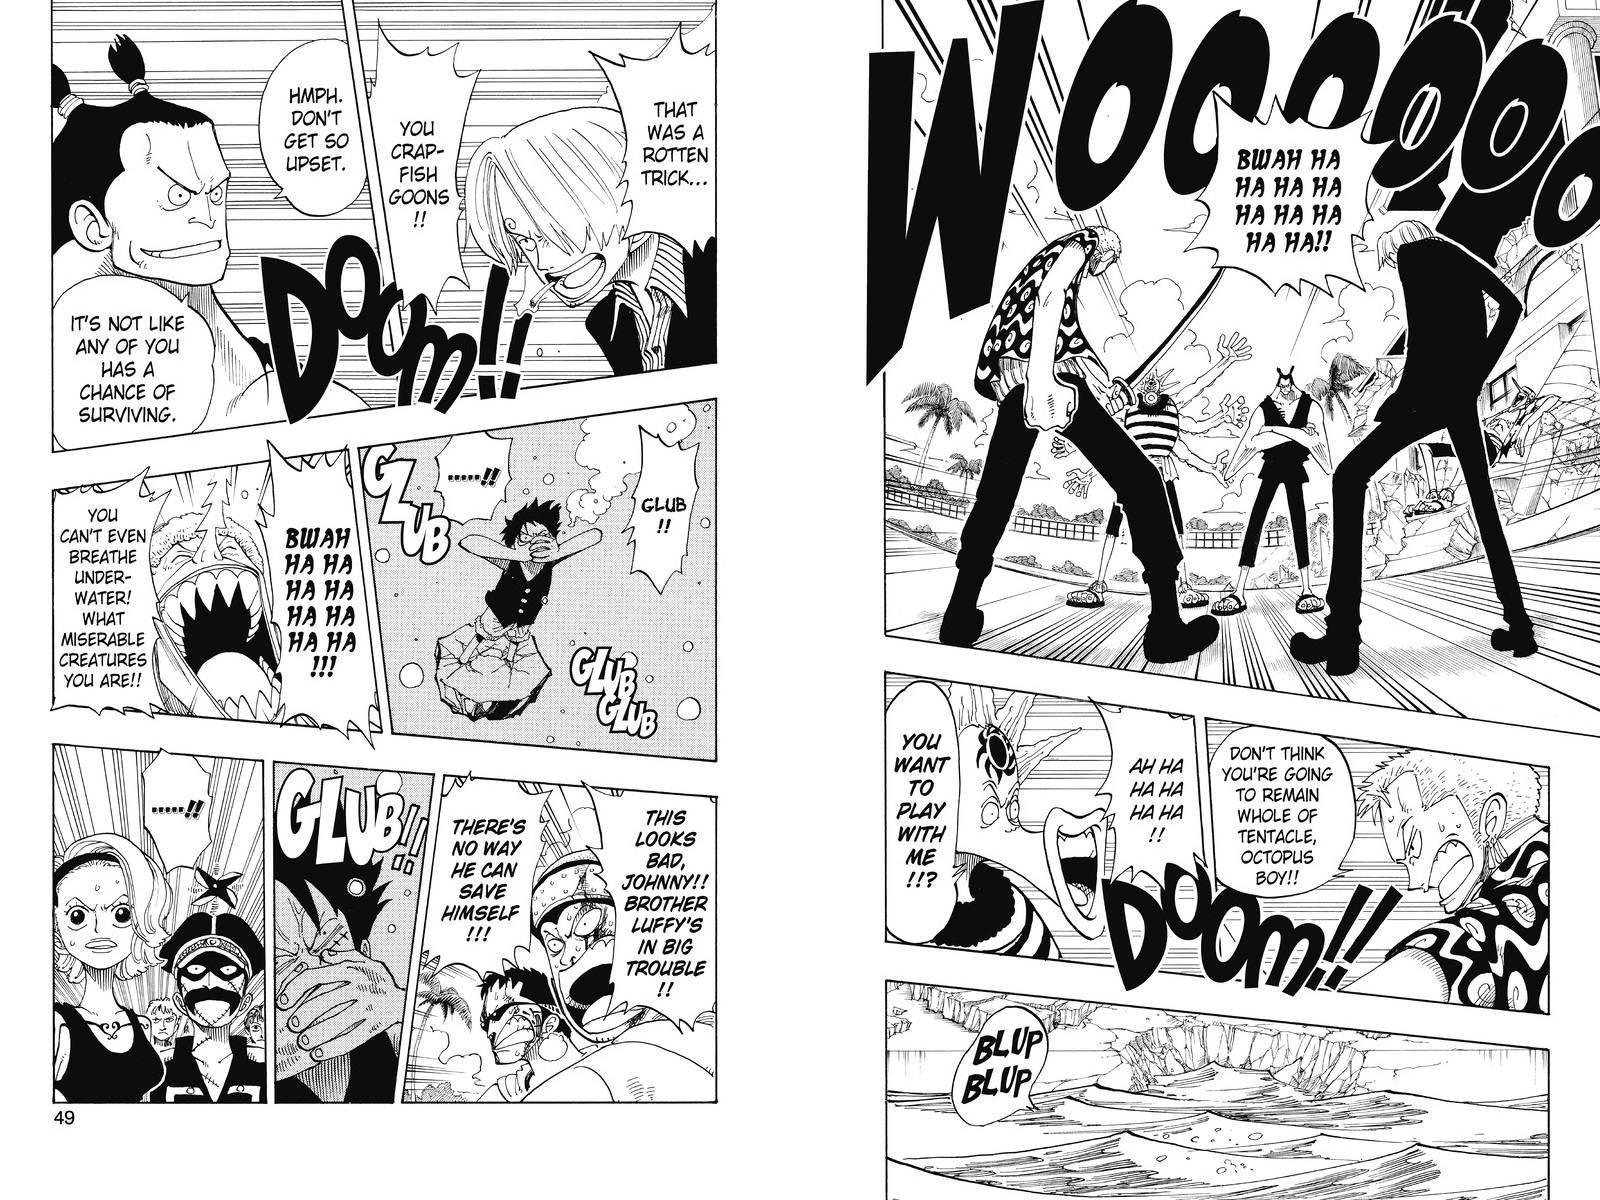 WOOOOOOO
BWAH HA
HA HA HA
HA HA HA
HA HA!!
DON'T THINK
YOU'RE GOING
TO REMAIN
WHOLE OF
TENTACLE,
OCTOPUS
BOY!!
AH HA
HA HA
HA HA
!!
YOU
WANT
TO
PLAY
WITH
ME
!!?
DOOM!!
BLUP
BLUP
THAT
WAS A
ROTTEN
TRICK...
YOU
CRAP-
FISH
GOONS
!!
HMPH.
DON'T
GET SO
UPSET.
IT'S NOT LIKE
ANY OF YOU
HAS A
CHANCE OF
SURVIVING.
DOOM!!
GLUB
!!
......!!
GLUB
GLUB
GLUB
BWAH
HA HA
HA HA
HA HA
HA HA
!!!
YOU
CAN'T EVEN
BREATHE
UNDER-
WATER!
WHAT
MISERABLE
CREATURES
YOU ARE!!
THIS
LOOKS
BAD,
JOHNNY!!
BROTHER
LUFFY'S
IN BIG
TROUBLE
!!
THERE'S
NO WAY
HE CAN
SAVE
HIMSELF
!!!
GLUB!!
......!!
49